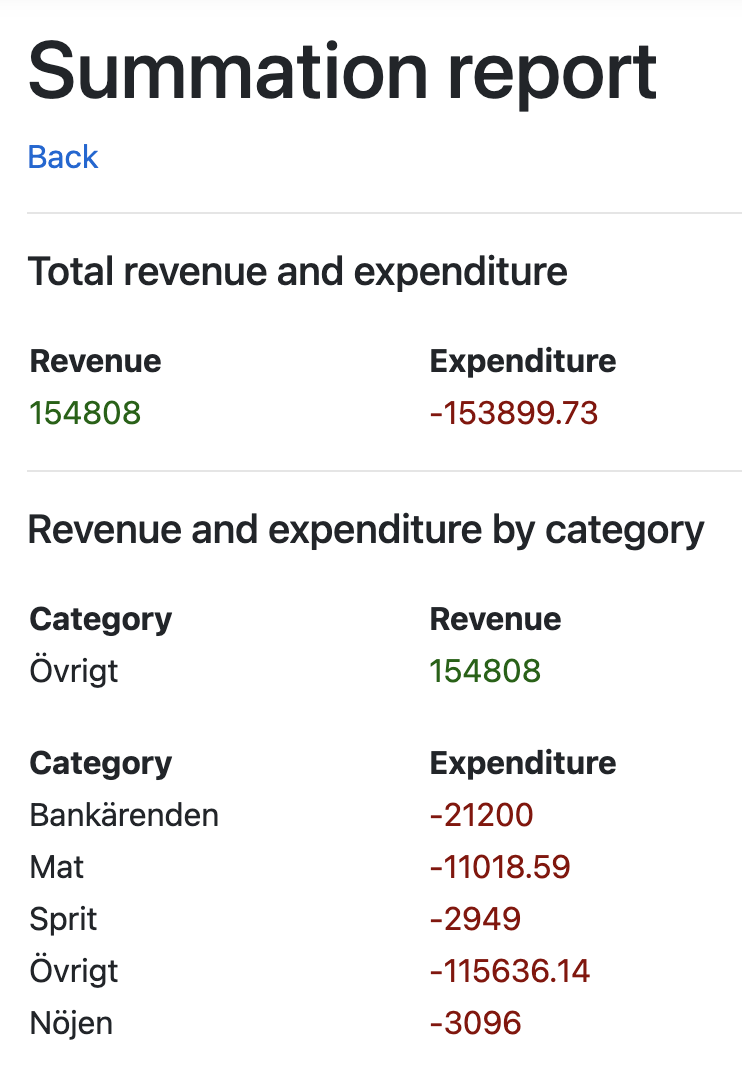 Summation report
Back
Total revenue and expenditure
Revenue Expenditure
154808 -153899.73
Revenue and expenditure by category
Category Revenue
Övrigt 154808
Category Expenditure
Bankärenden -21200
Mat -11018.59
Sprit -2949
Övrigt -115636.14
Nöjen -3096